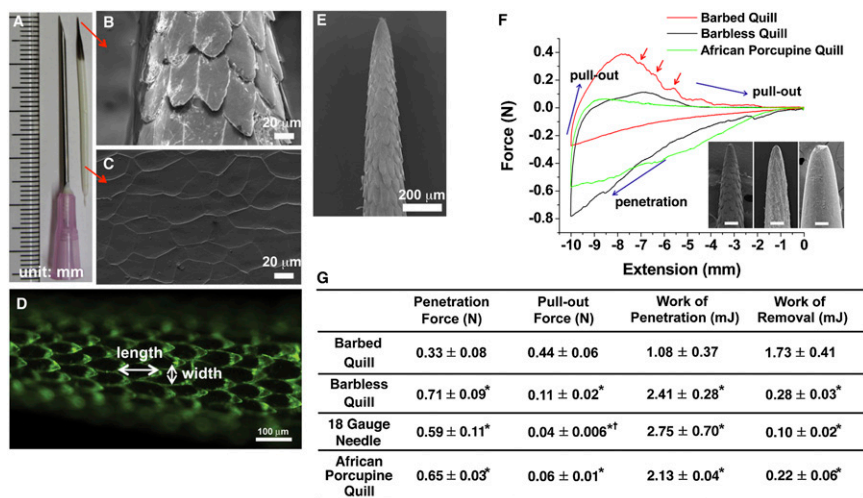 A
unit: mm
B
20 µm
C
20 µm
D
length
width
100 µm
E
200 µm
F
Barbed Quill
Barbless Quill
African Porcupine Quill
Force (N)
0.4
0.2
0.0
-0.2
-0.4
-0.6
-0.8
pull-out
pull-out
penetration
-10 -9 -8 -7 -6 -5 -4 -3 -2 -1 0
Extension (mm)
G
Penetration Force (N) Pull-out Force (N) Work of Penetration (mJ) Work of Removal (mJ)
Barbed Quill 0.33 ± 0.08 0.44 ± 0.06 1.08 ± 0.37 1.73 ± 0.41
Barbless Quill 0.71 ± 0.09* 0.11 ± 0.02* 2.41 ± 0.28* 0.28 ± 0.03*
18 Gauge Needle 0.59 ± 0.11* 0.04 ± 0.006*† 2.75 ± 0.70* 0.10 ± 0.02*
African Porcupine Quill 0.65 ± 0.03* 0.06 ± 0.01* 2.13 ± 0.04* 0.22 ± 0.06*